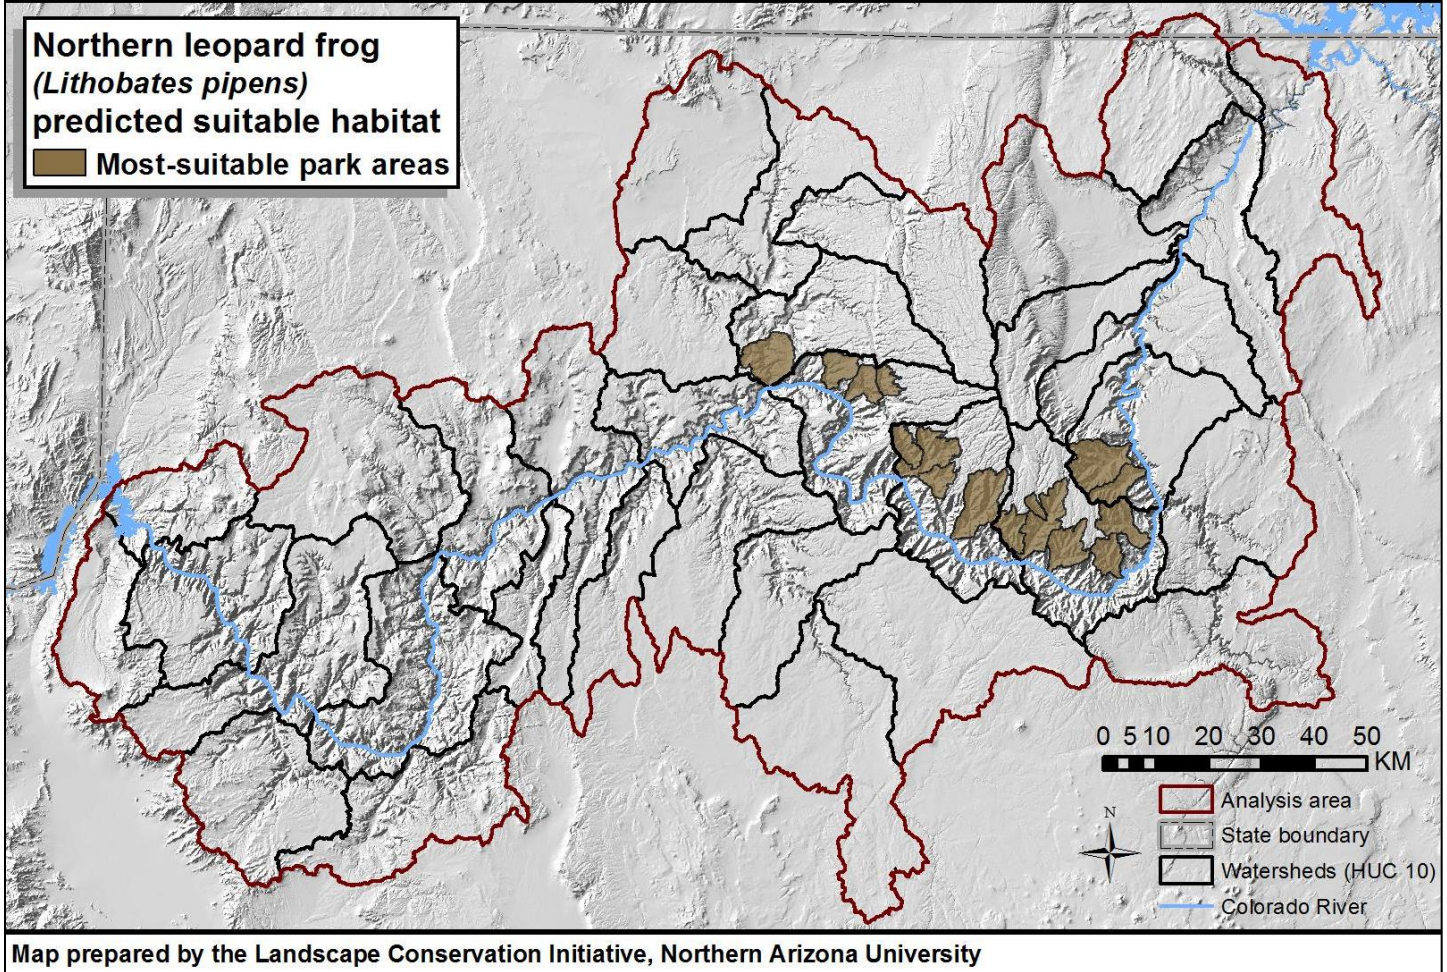 Northern leopard frog
(Lithobates pipens)
predicted suitable habitat
Most-suitable park areas
0 5 10 20 30 40 50
KM
N
Analysis area
State boundary
Watersheds (HUC 10)
Colorado River
Map prepared by the Landscape Conservation Initiative, Northern Arizona University